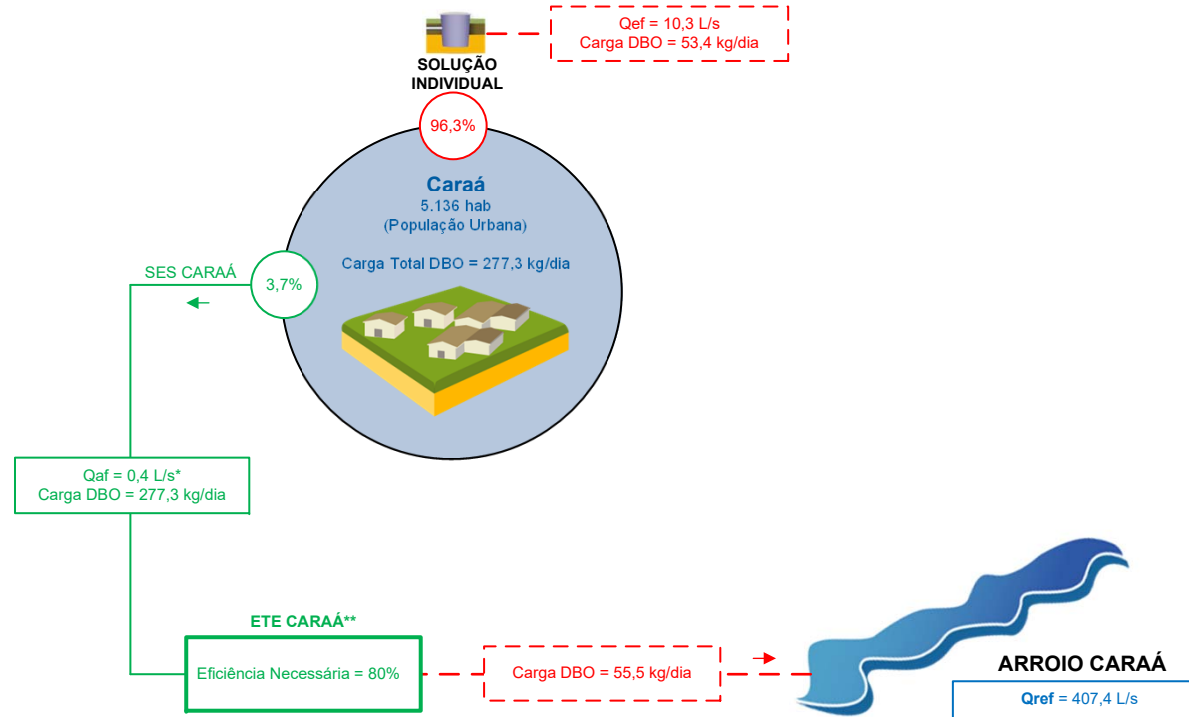 Qef = 10,3 L/s
Carga DBO = 53,4 kg/dia
SOLUÇÃO
INDIVIDUAL
96,3%
Caraá
5.136 hab
(População Urbana)
Carga Total DBO = 277,3 kg/dia
SES CARAÁ
3,7%
Qaf = 0,4 L/s*
Carga DBO = 277,3 kg/dia
ETE CARAÁ**
Eficiência Necessária = 80%
Carga DBO = 55,5 kg/dia
ARROIO CARAÁ
Qref = 407,4 L/s